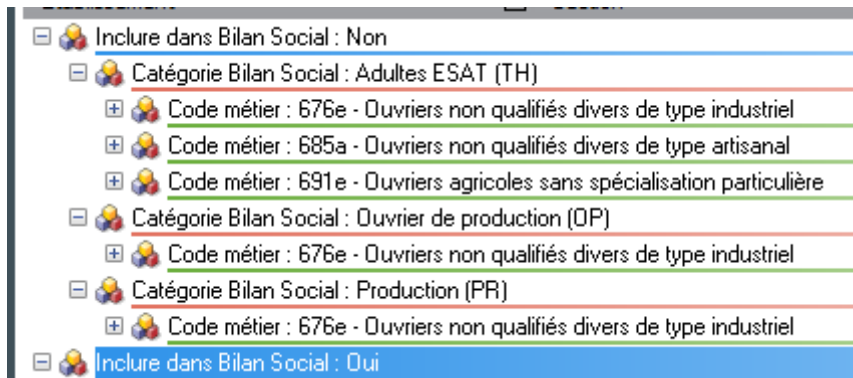 Inclure dans Bilan Social : Non
Catégorie Bilan Social : Adultes ESAT (TH)
Code métier : 676e - Ouvriers non qualifiés divers de type industriel
Code métier : 685a - Ouvriers non qualifiés divers de type artisanal
Code métier : 691e - Ouvriers agricoles sans spécialisation particulière
Catégorie Bilan Social : Ouvrier de production (OP)
Code métier : 676e - Ouvriers non qualifiés divers de type industriel
Catégorie Bilan Social : Production (PR)
Code métier : 676e - Ouvriers non qualifiés divers de type industriel
Inclure dans Bilan Social : Oui